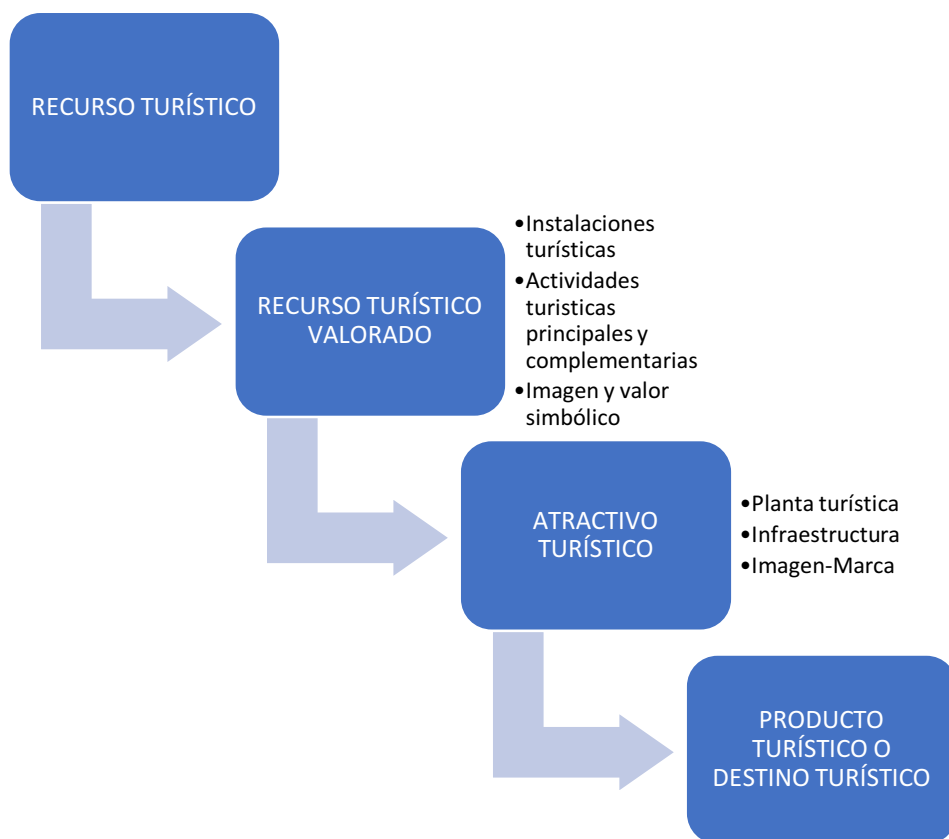 RECURSO TURÍSTICO
RECURSO TURÍSTICO
VALORADO
•Instalaciones
turísticas
•Actividades
turisticas
principales y
complementarias
•Imagen y valor
simbólico
ATRACTIVO
TURÍSTICO
•Planta turística
•Infraestructura
•Imagen-Marca
PRODUCTO
TURÍSTICO O
DESTINO TURÍSTICO